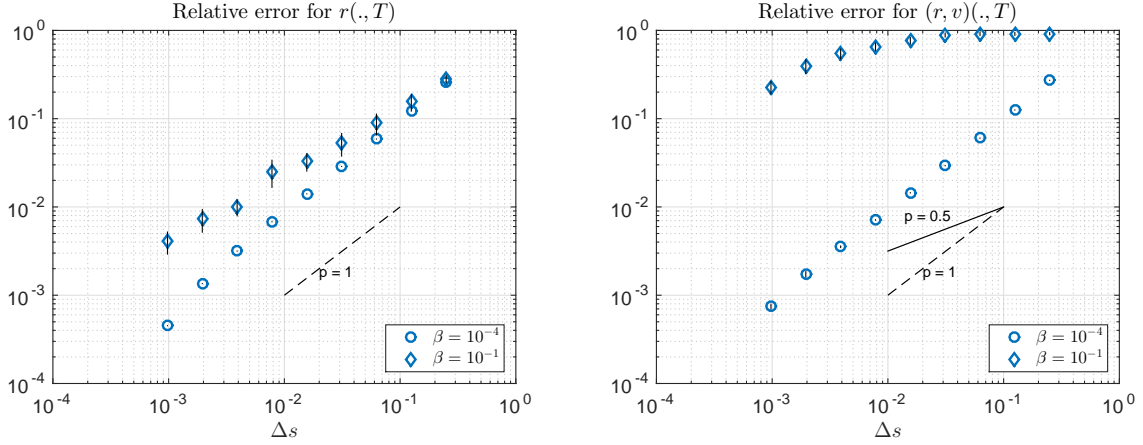 Relative error for r(., T)
10^0
10^-1
10^-2
10^-3
10^-4
p = 1
β = 10^-4
β = 10^-1
10^-4
10^-3
10^-2
10^-1
10^0
Δs
Relative error for (r, v)(., T)
10^0
10^-1
10^-2
10^-3
10^-4
p = 0.5
p = 1
β = 10^-4
β = 10^-1
10^-4
10^-3
10^-2
10^-1
10^0
Δs